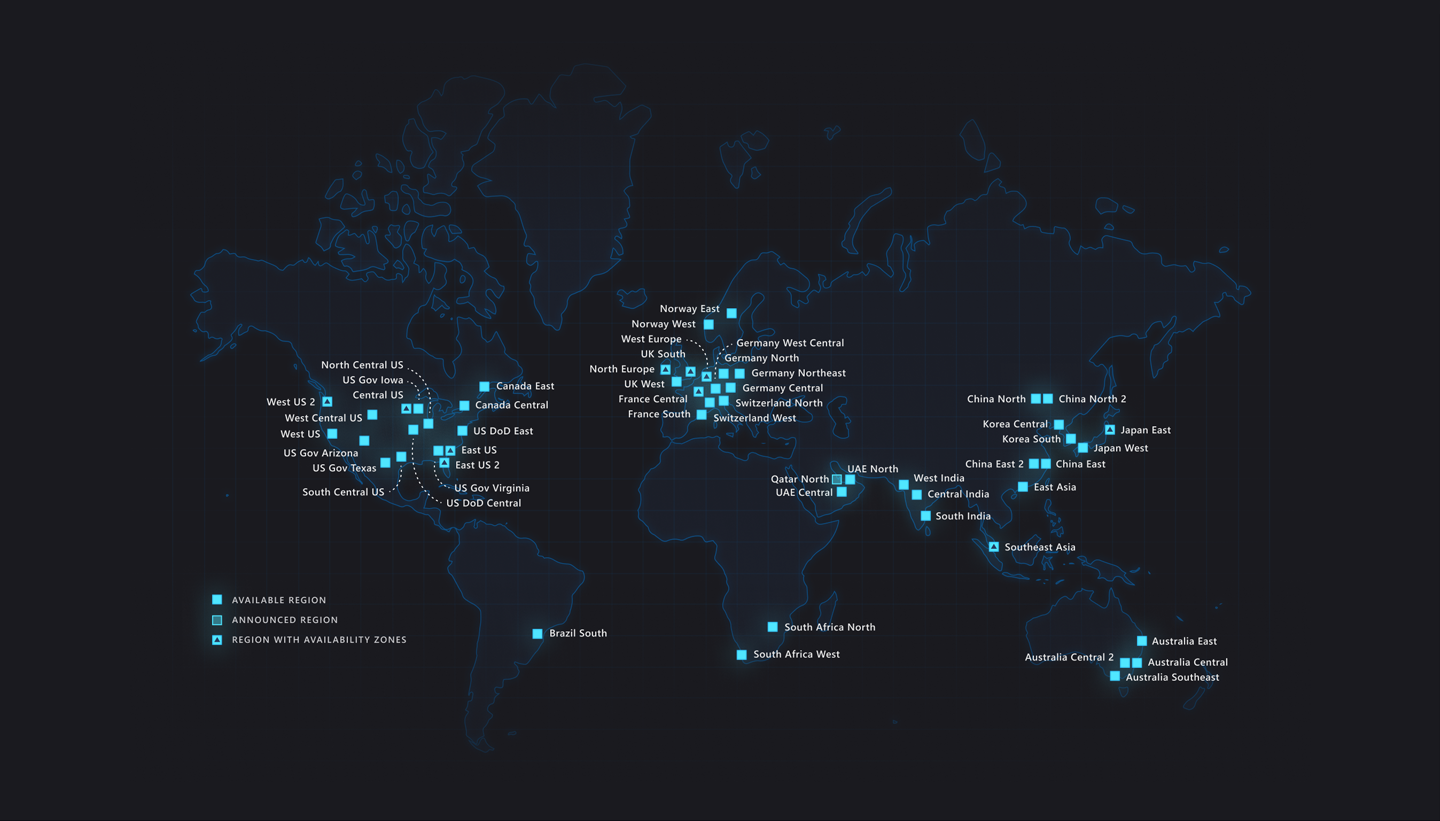 Norway East
Norway West
West Europe
UK South
North Europe
UK West
France Central
France South
Germany West Central
Germany North
Germany Northeast
Germany Central
Switzerland North
Switzerland West
North Central US
US Gov Iowa
Central US
West US 2
West Central US
West US
US Gov Arizona
US Gov Texas
South Central US
Canada East
Canada Central
US DoD East
East US
East US 2
US Gov Virginia
US DoD Central
China North
China North 2
Korea Central
Korea South
Japan East
Japan West
China East 2
China East
East Asia
UAE North
Qatar North
UAE Central
West India
Central India
South India
Southeast Asia
AVAILABLE REGION
ANNOUNCED REGION
REGION WITH AVAILABILITY ZONES
Brazil South
South Africa North
South Africa West
Australia East
Australia Central 2
Australia Central
Australia Southeast